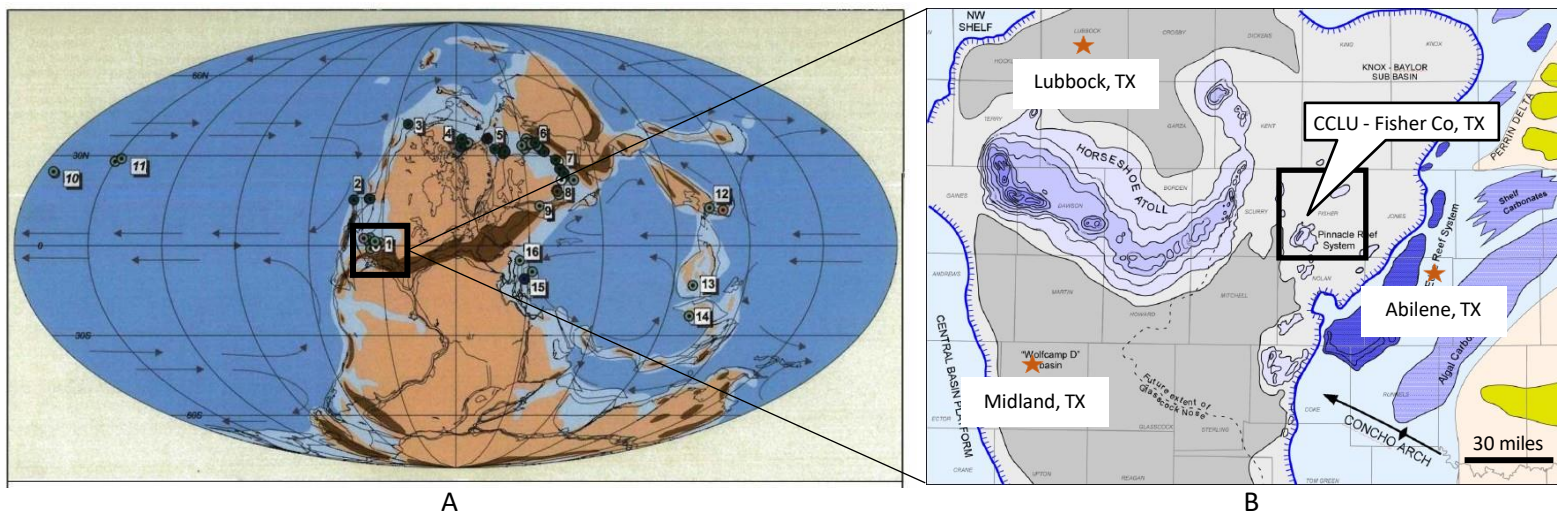 60N
30N
0
30S
60S
1
2
3
4
5
6
7
8
9
10
11
12
13
14
15
16
A
NW
SHELF
LUBBOCK
CROSBY
DICKENS
KING
KNOX
Lubbock, TX
KNOX - BAYLOR
SUB BASIN
PERRIN DELTA
CCLU - Fisher Co, TX
TERRY
GARZA
KENT
HORSESHOE
ATOLL
GAINES
DAWSON
BORDEN
SCURRY
FISHER
JONES
Shelf
Carbonates
Pinnacle Reef
System
Reef System
ANDREWS
MARTIN
HOWARD
MITCHELL
NOLAN
Abilene, TX
CENTRAL BASIN PLATFORM
"Wolfcamp D"
basin
Midland, TX
Future extent of
Glasscock Nose
Algal Carbo
ECTOR
GLASSCOCK
STERLING
COKE
RUNNELS
CONCHO ARCH
30 miles
CRANE
UPTON
REAGAN
TOM GREEN
B